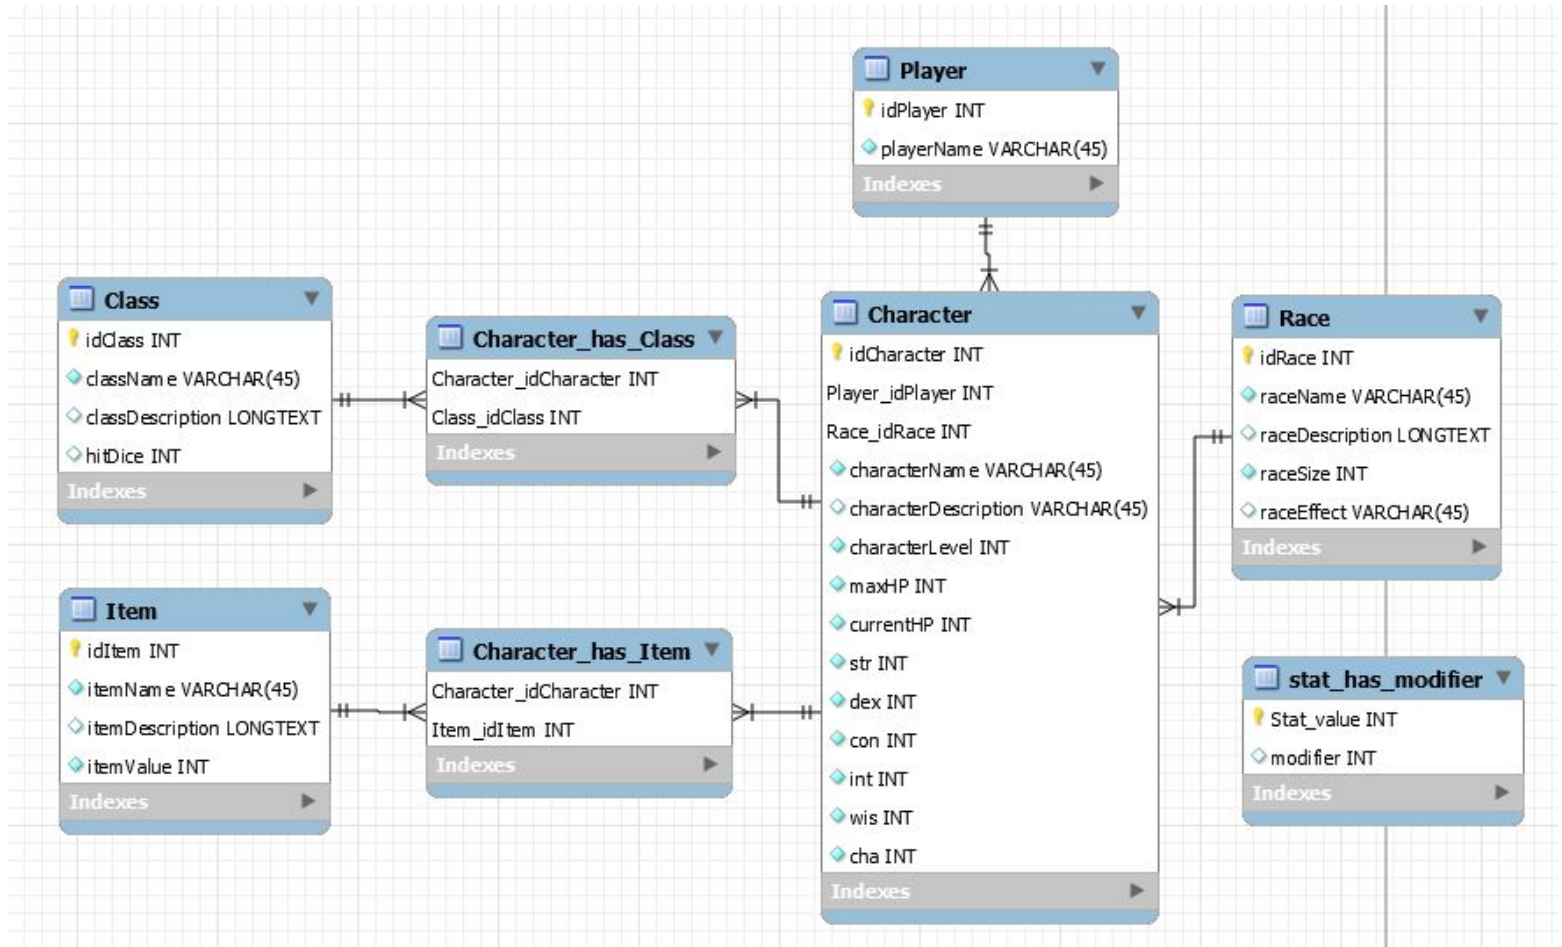 Player
idPlayer INT
playerName VARCHAR(45)
Indexes
Class
idClass INT
className VARCHAR(45)
classDescription LONGTEXT
hitDice INT
Indexes
Character_has_Class
Character_idCharacter INT
Class_idClass INT
Indexes
Character
idCharacter INT
Player_idPlayer INT
Race_idRace INT
characterName VARCHAR(45)
characterDescription VARCHAR(45)
characterLevel INT
maxHP INT
currentHP INT
str INT
dex INT
con INT
int INT
wis INT
cha INT
Indexes
Race
idRace INT
raceName VARCHAR(45)
raceDescription LONGTEXT
raceSize INT
raceEffect VARCHAR(45)
Indexes
Item
idItem INT
itemName VARCHAR(45)
itemDescription LONGTEXT
itemValue INT
Indexes
Character_has_Item
Character_idCharacter INT
Item_idItem INT
Indexes
stat_has_modifier
Stat_value INT
modifier INT
Indexes